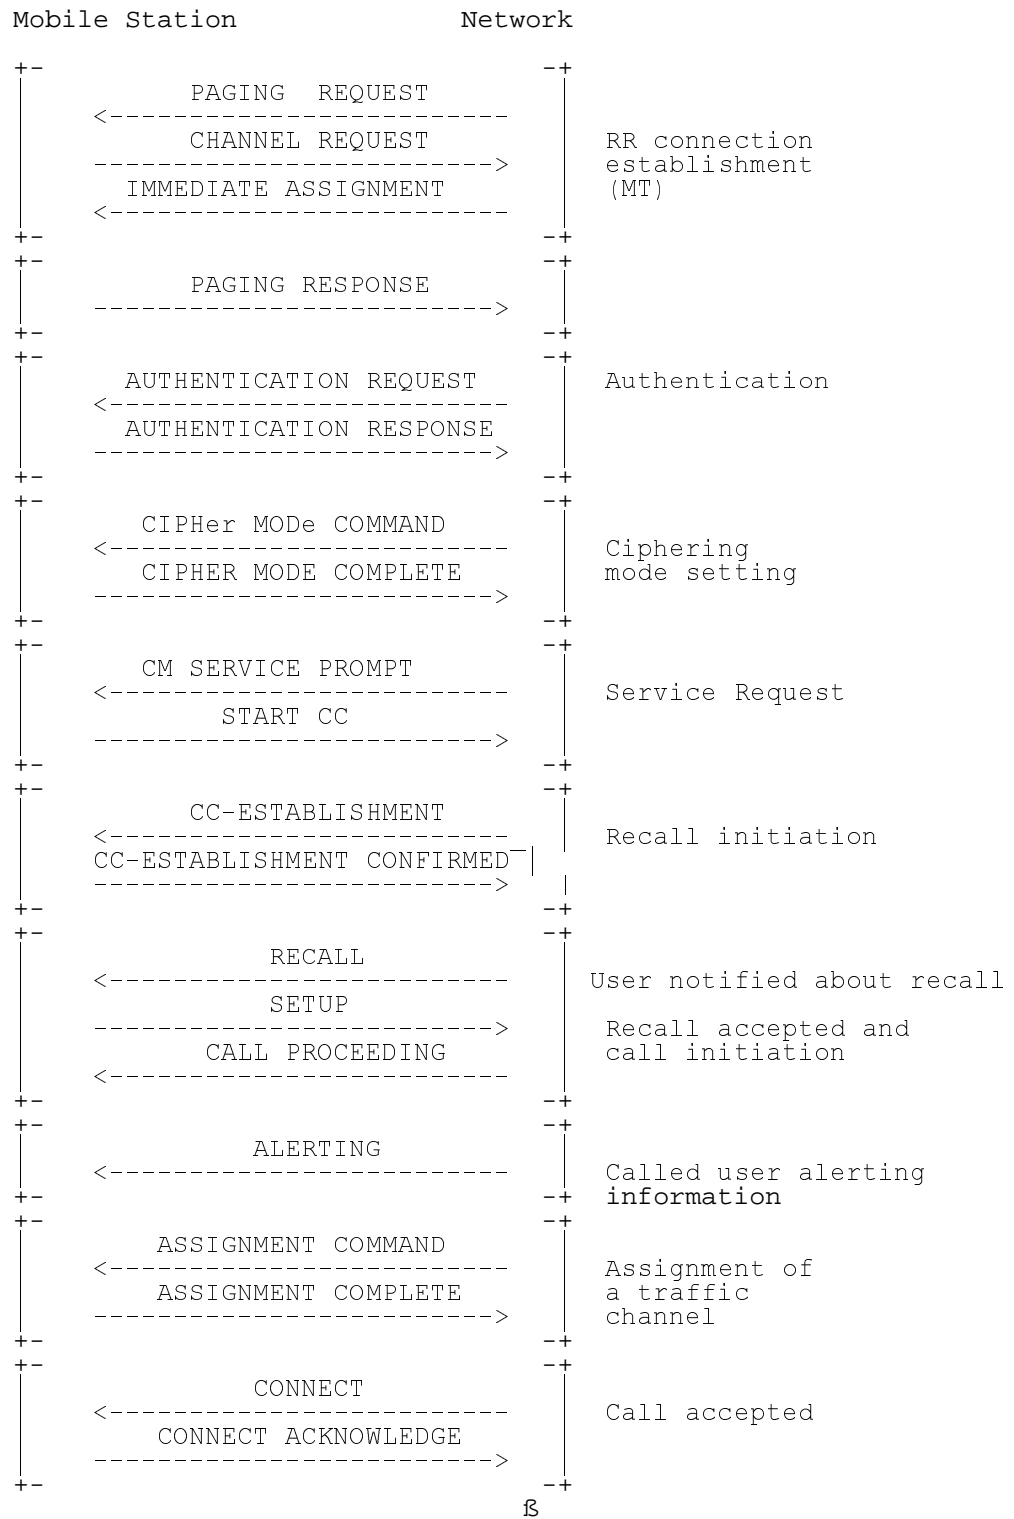 Mobile Station Network
+- -+
PAGING REQUEST
<-------------------------
CHANNEL REQUEST RR connection
-------------------------> establishment
IMMEDIATE ASSIGNMENT (MT)
<-------------------------
+- -+
+- -+
PAGING RESPONSE
------------------------->
+- -+
+- -+
AUTHENTICATION REQUEST Authentication
<-------------------------
AUTHENTICATION RESPONSE
------------------------->
+- -+
+- -+
CIPHer MODe COMMAND
<------------------------- Ciphering
CIPHER MODE COMPLETE mode setting
------------------------->
+- -+
+- -+
CM SERVICE PROMPT
<------------------------- Service Request
START CC
------------------------->
+- -+
+- -+
CC-ESTABLISHMENT
<------------------------- Recall initiation
CC-ESTABLISHMENT CONFIRMED
------------------------->
+- -+
+- -+
RECALL
<------------------------- User notified about recall
SETUP
-------------------------> Recall accepted and
CALL PROCEEDING call initiation
<-------------------------
+- -+
+- -+
ALERTING
<------------------------- Called user alerting
+- -+ information
+- -+
ASSIGNMENT COMMAND
<------------------------- Assignment of
ASSIGNMENT COMPLETE a traffic
-------------------------> channel
+- -+
+- -+
CONNECT
<------------------------- Call accepted
CONNECT ACKNOWLEDGE
------------------------->
+- -+
ß